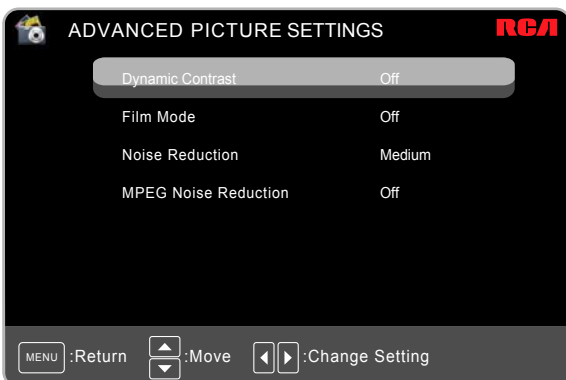 ADVANCED PICTURE SETTINGS RCA
Dynamic Contrast Off
Film Mode Off
Noise Reduction Medium
MPEG Noise Reduction Off
MENU :Return :Move :Change Setting